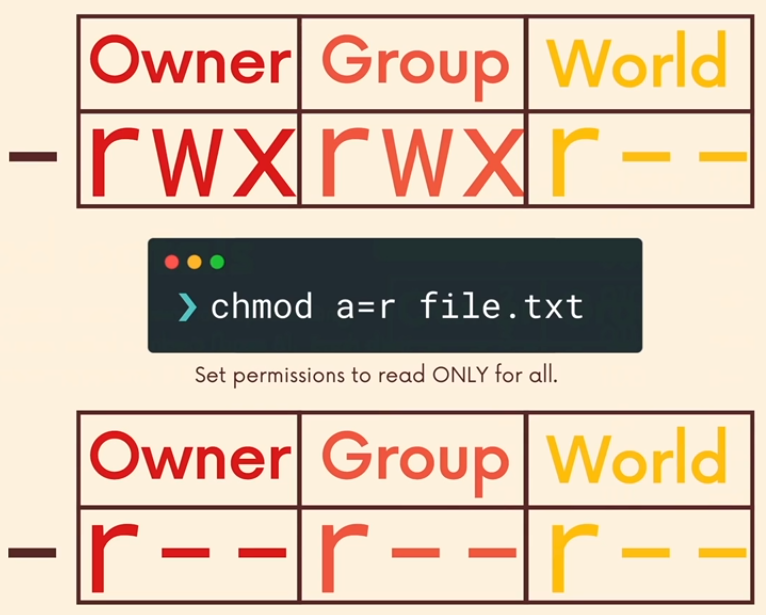 Owner Group World
- rwx rwx r--
❯ chmod a=r file.txt
Set permissions to read ONLY for all.
Owner Group World
- r-- r-- r--